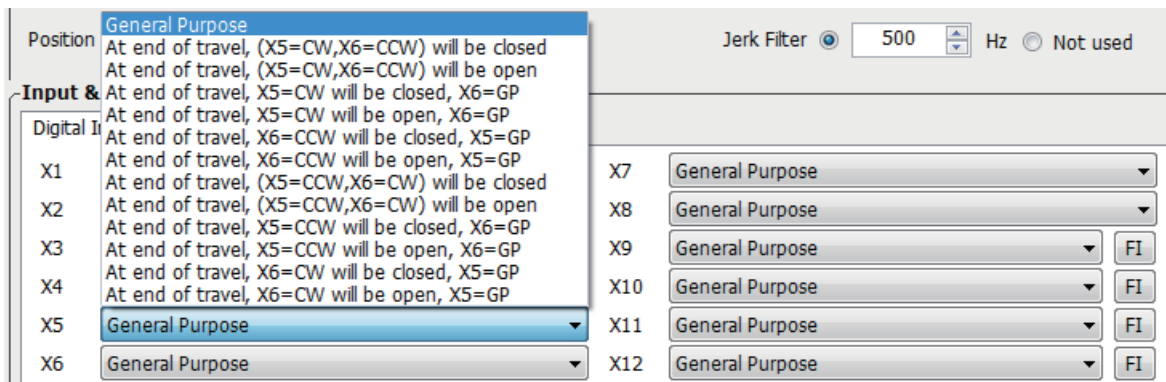 General Purpose
Position
At end of travel, (X5=CW,X6=CCW) will be closed
Jerk Filter 500 Hz Not used
At end of travel, (X5=CW,X6=CCW) will be open
Input &
At end of travel, X5=CW will be closed, X6=GP
At end of travel, X5=CW will be open, X6=GP
Digital I
At end of travel, X6=CCW will be closed, X5=GP
At end of travel, X6=CCW will be open, X5=GP
At end of travel, (X5=CCW,X6=CW) will be closed
At end of travel, (X5=CCW,X6=CW) will be open
At end of travel, X5=CCW will be closed, X6=GP
At end of travel, X5=CCW will be open, X6=GP
At end of travel, X6=CW will be closed, X5=GP
At end of travel, X6=CW will be open, X5=GP
X1
X2
X3
X4
X5 General Purpose
X6 General Purpose
X7 General Purpose
X8 General Purpose
X9 General Purpose FI
X10 General Purpose FI
X11 General Purpose FI
X12 General Purpose FI